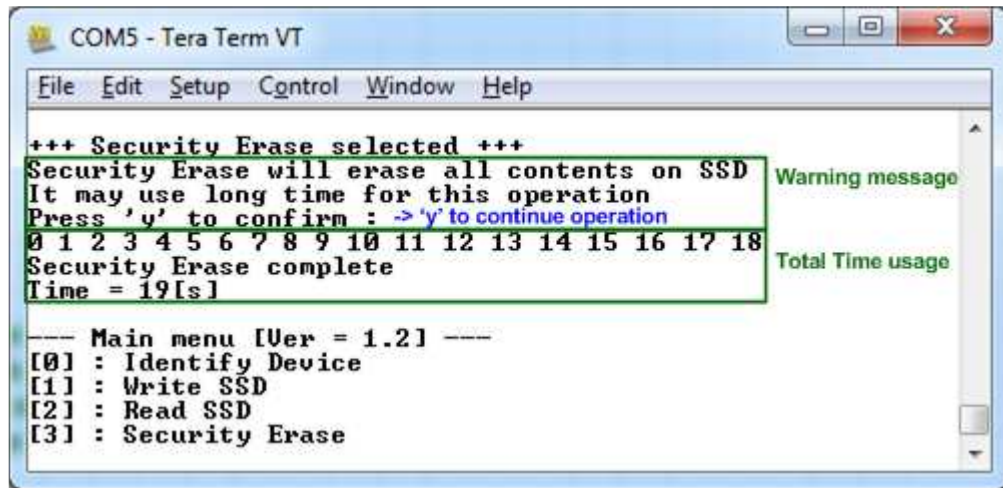 COM5 - Tera Term VT
File Edit Setup Control Window Help
+++ Security Erase selected +++
Security Erase will erase all contents on SSD
Warning message
It may use long time for this operation
Press 'y' to confirm : -> 'y' to continue operation
0 1 2 3 4 5 6 7 8 9 10 11 12 13 14 15 16 17 18
Security Erase complete
Total Time usage
Time = 19[s]
--- Main menu [Ver = 1.2] ---
[0] : Identify Device
[1] : Write SSD
[2] : Read SSD
[3] : Security Erase